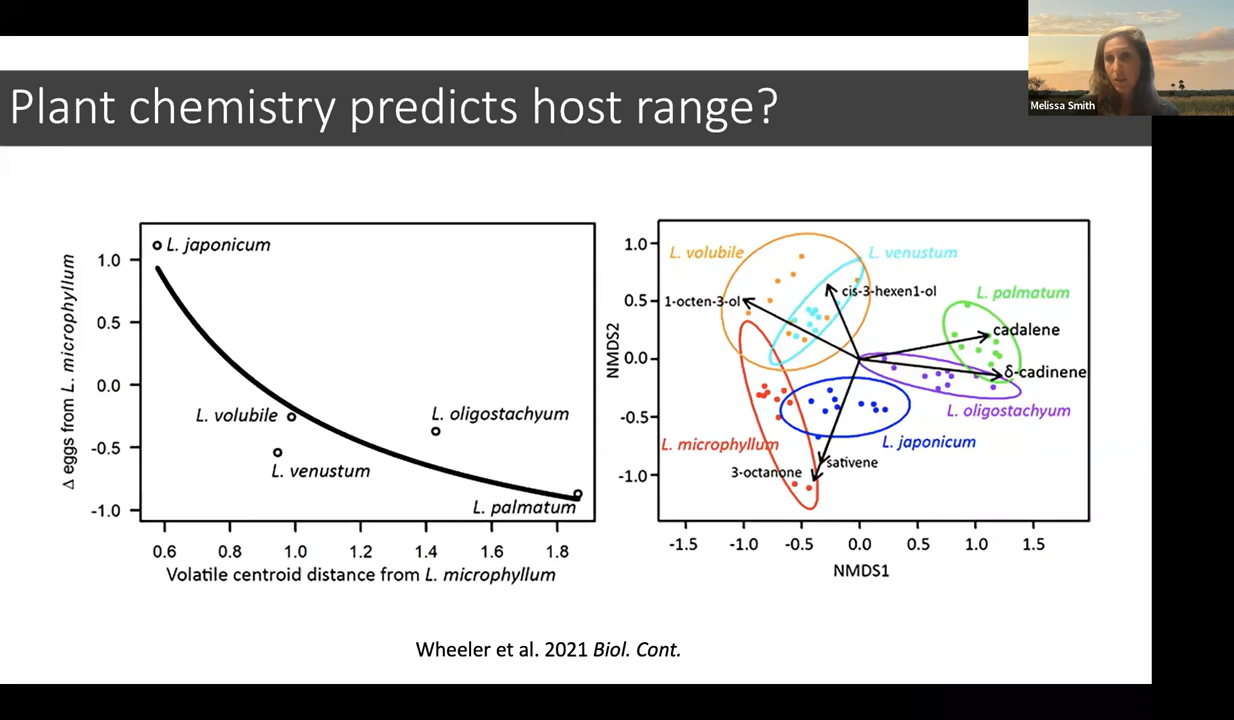 Melissa Smith
Plant chemistry predicts host range?
Δ eggs from L. microphyllum
1.0
0.5
0.0
-0.5
-1.0
L. japonicum
L. volubile
L. venustum
L. oligostachyum
L. palmatum
0.6 0.8 1.0 1.2 1.4 1.6 1.8
Volatile centroid distance from L. microphyllum
NMDS2
1.0
0.5
0.0
-0.5
-1.0
L. volubile
L. venustum
1-octen-3-ol
cis-3-hexen1-ol
L. palmatum
cadalene
δ-cadinene
L. oligostachyum
L. japonicum
L. microphyllum
sativene
3-octanone
-1.5 -1.0 -0.5 0.0 0.5 1.0 1.5
NMDS1
Wheeler et al. 2021 Biol. Cont.